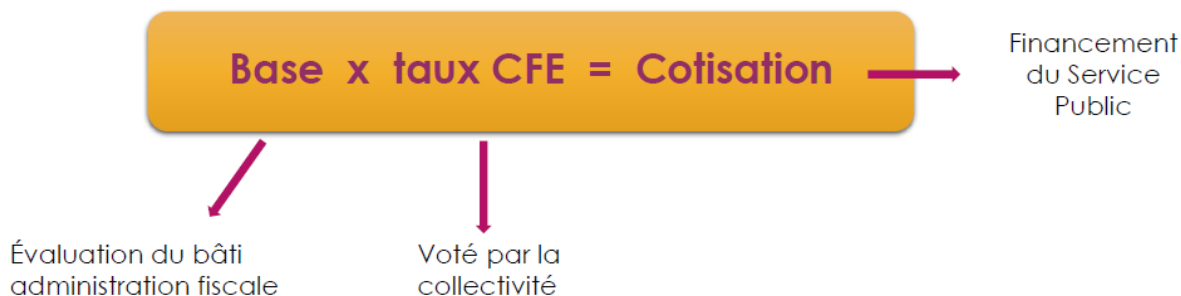 Base x taux CFE = Cotisation
Financement
du Service
Public
Évaluation du bâti
administration fiscale
Voté par la
collectivité